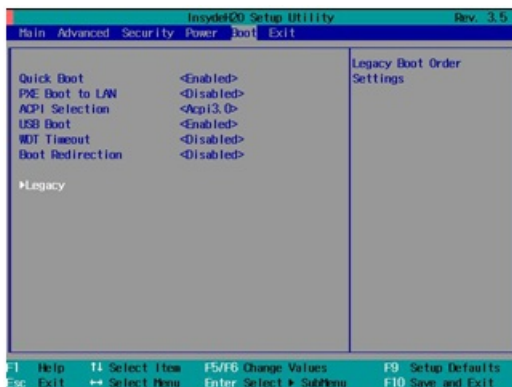 InsydeH2O Setup Utility Rev. 3.5
Main Advanced Security Power Boot Exit
Quick Boot <Enabled>
PXE Boot to LAN <Disabled>
ACPI Selection <Acpi3.0>
USB Boot <Enabled>
WDT Timeout <Disabled>
Boot Redirection <Disabled>
▶Legacy
Legacy Boot Order
Settings
F1 Help ↑↓ Select Item F5/F6 Change Values F9 Setup Defaults
Esc Exit ↔ Select Menu Enter Select ▶ SubMenu F10 Save and Exit